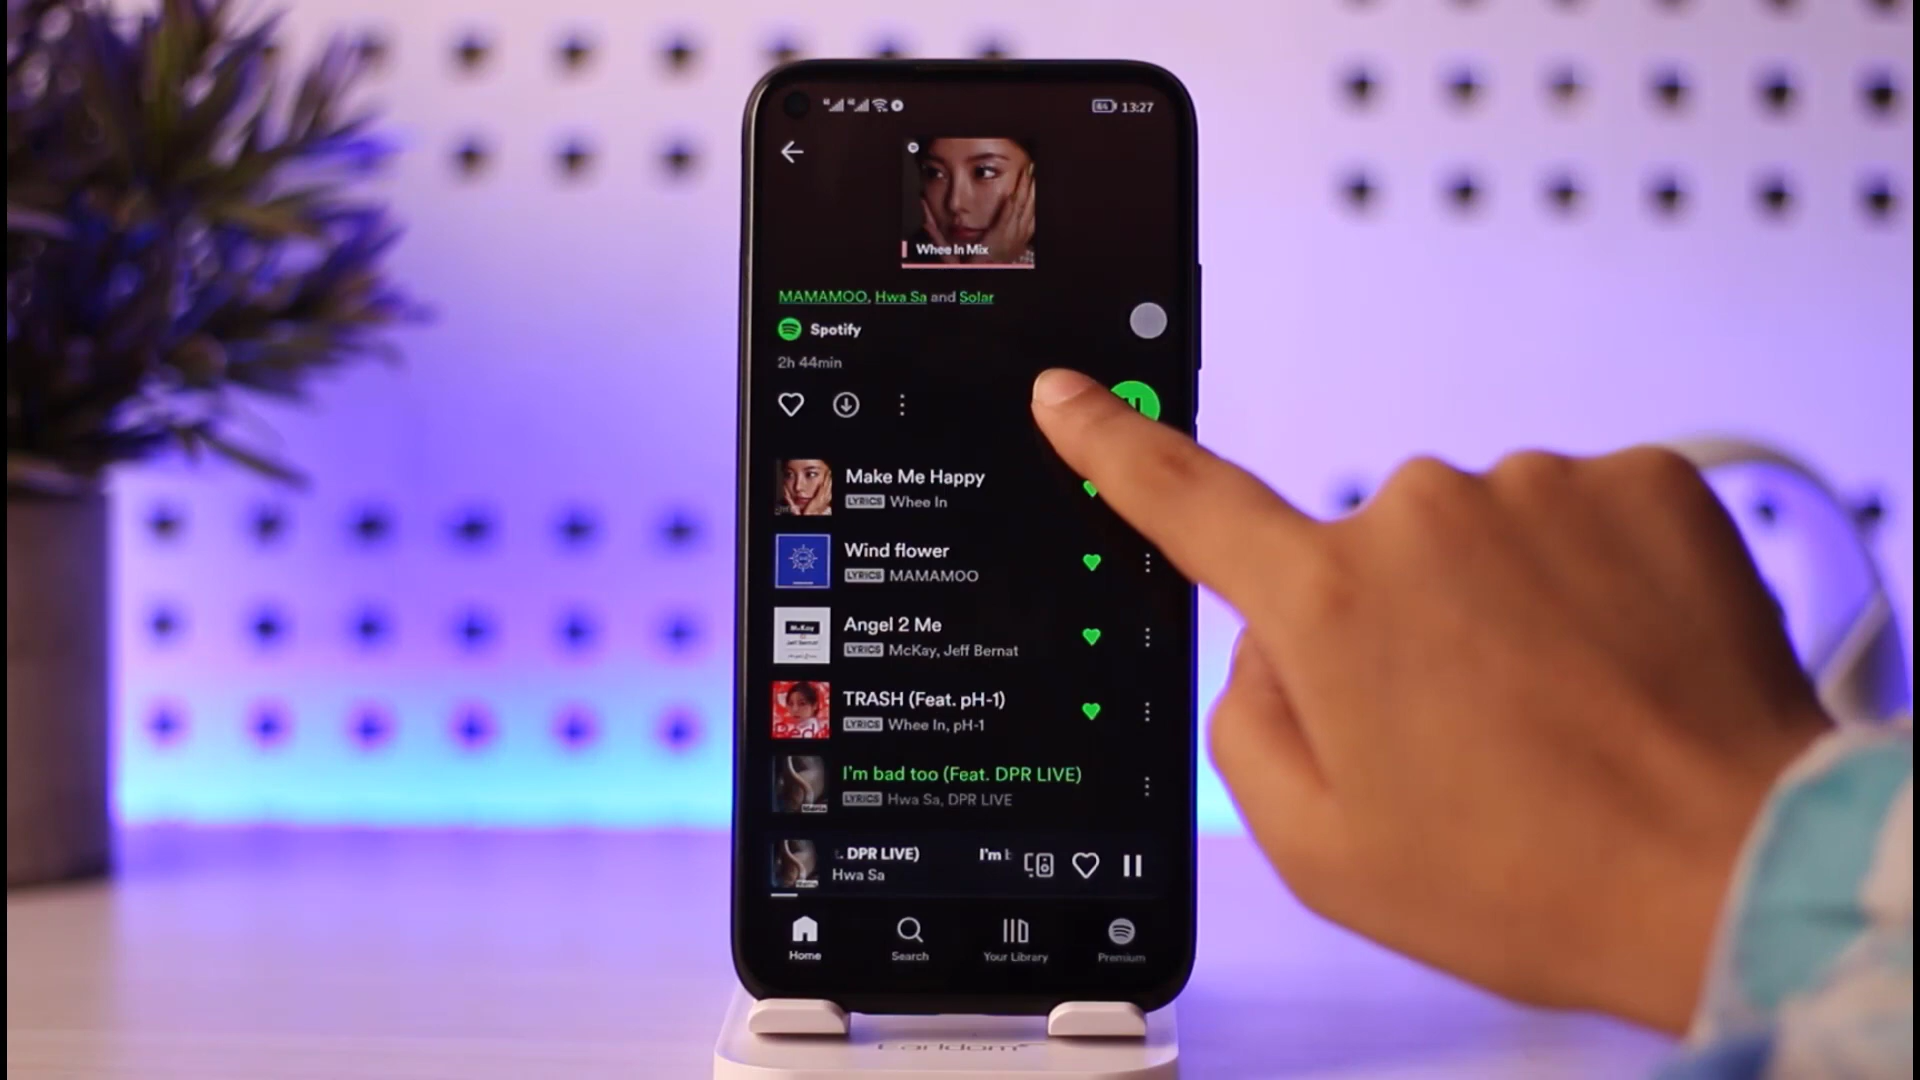 13:27
Whee In Mix
MAMAMOO, Hwa Sa and Solar
Spotify
2h 44min
Make Me Happy
LYRICS Whee In
Wind flower
LYRICS MAMAMOO
Angel 2 Me
LYRICS McKay, Jeff Bernat
TRASH (Feat. pH-1)
LYRICS Whee In, pH-1
I'm bad too (Feat. DPR LIVE)
LYRICS Hwa Sa, DPR LIVE
. DPR LIVE) I'm b
Hwa Sa
Home
Search
Your Library
Premium
Earldom